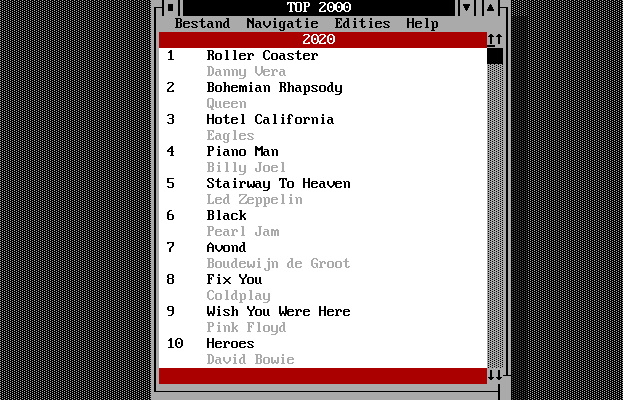 TOP 2000
Bestand Navigatie Edities Help
2020
1 Roller Coaster
Danny Vera
2 Bohemian Rhapsody
Queen
3 Hotel California
Eagles
4 Piano Man
Billy Joel
5 Stairway To Heaven
Led Zeppelin
6 Black
Pearl Jam
7 Avond
Boudewijn de Groot
8 Fix You
Coldplay
9 Wish You Were Here
Pink Floyd
10 Heroes
David Bowie